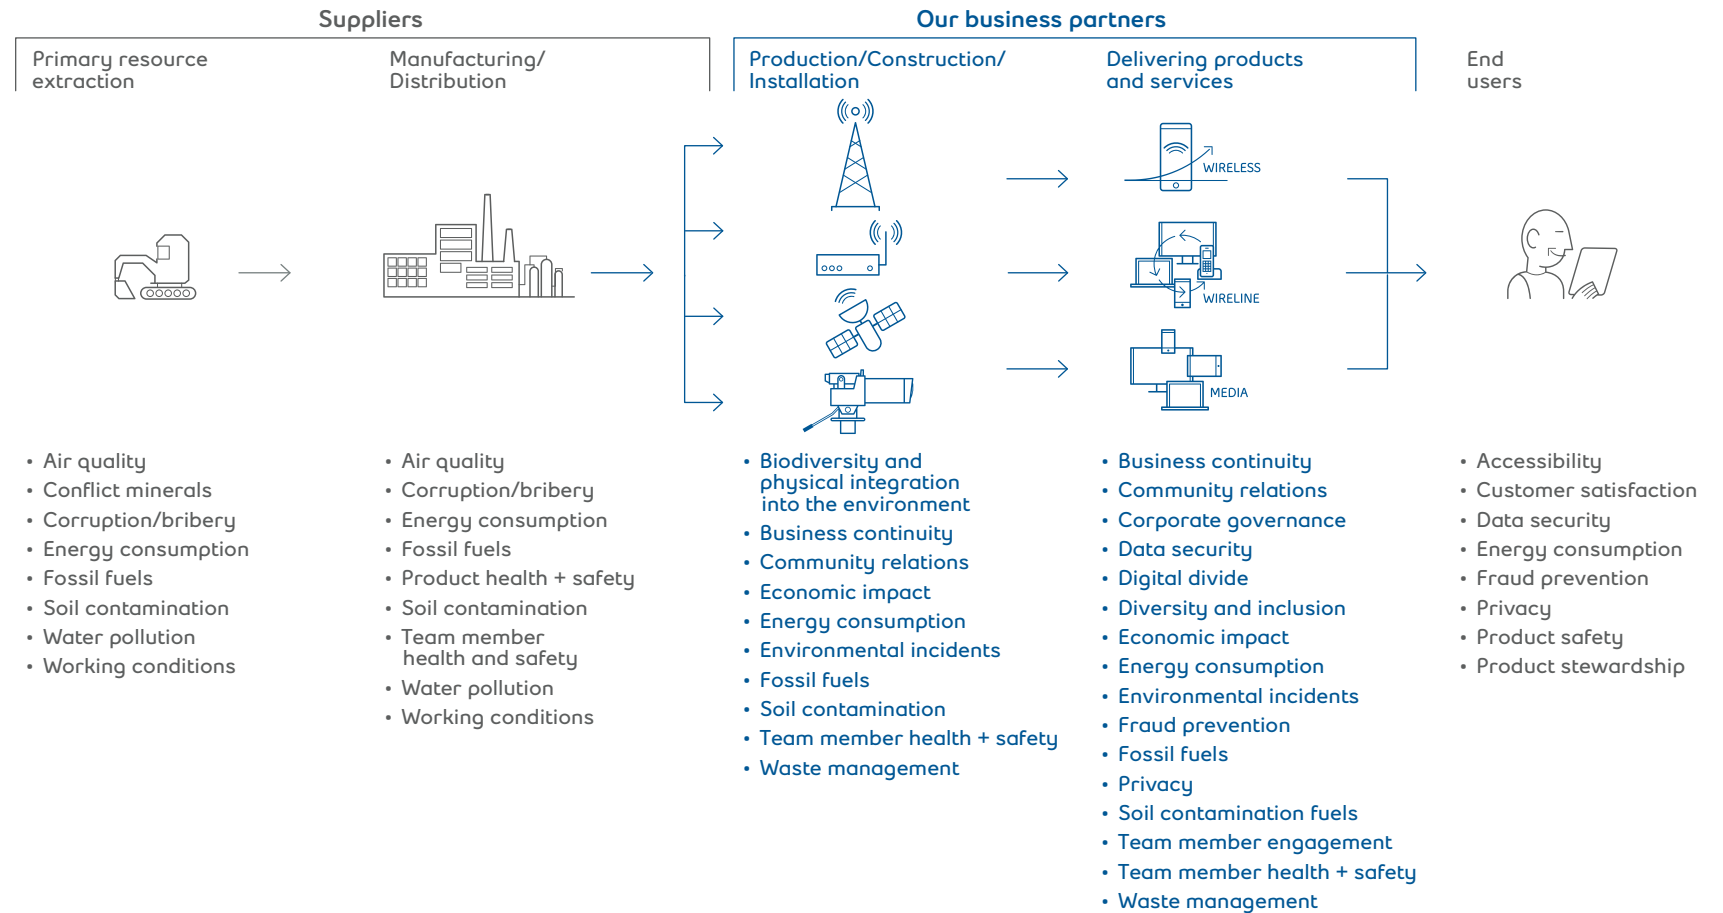 Suppliers
Our business partners
Primary resource
extraction
Manufacturing/
Distribution
Production/Construction/
Installation
Delivering products
and services
End
users
WIRELESS
WIRELINE
MEDIA
• Air quality
• Conflict minerals
• Corruption/bribery
• Energy consumption
• Fossil fuels
• Soil contamination
• Water pollution
• Working conditions
• Air quality
• Corruption/bribery
• Energy consumption
• Fossil fuels
• Product health + safety
• Soil contamination
• Team member
health and safety
• Water pollution
• Working conditions
• Biodiversity and
physical integration
into the environment
• Business continuity
• Community relations
• Economic impact
• Energy consumption
• Environmental incidents
• Fossil fuels
• Soil contamination
• Team member health + safety
• Waste management
• Business continuity
• Community relations
• Corporate governance
• Data security
• Digital divide
• Diversity and inclusion
• Economic impact
• Energy consumption
• Environmental incidents
• Fraud prevention
• Fossil fuels
• Privacy
• Soil contamination fuels
• Team member engagement
• Team member health + safety
• Waste management
• Accessibility
• Customer satisfaction
• Data security
• Energy consumption
• Fraud prevention
• Privacy
• Product safety
• Product stewardship